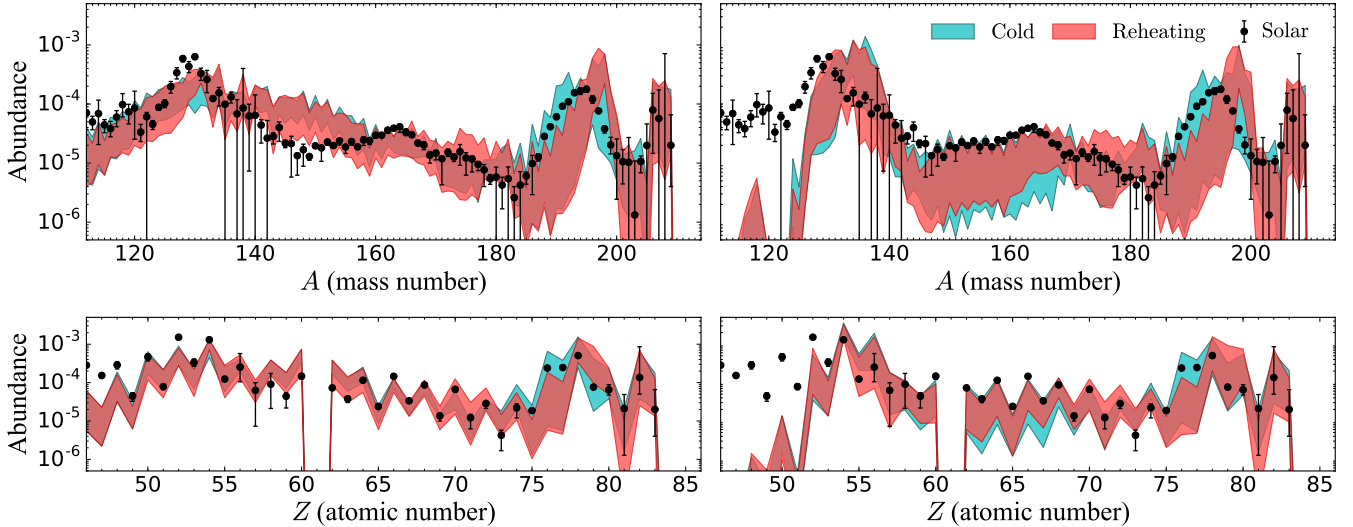 Abundance
10⁻³
10⁻⁴
10⁻⁵
10⁻⁶
120 140 160 180 200
A (mass number)
Cold Reheating Solar
120 140 160 180 200
A (mass number)
Abundance
10⁻³
10⁻⁴
10⁻⁵
10⁻⁶
50 55 60 65 70 75 80 85
Z (atomic number)
50 55 60 65 70 75 80 85
Z (atomic number)